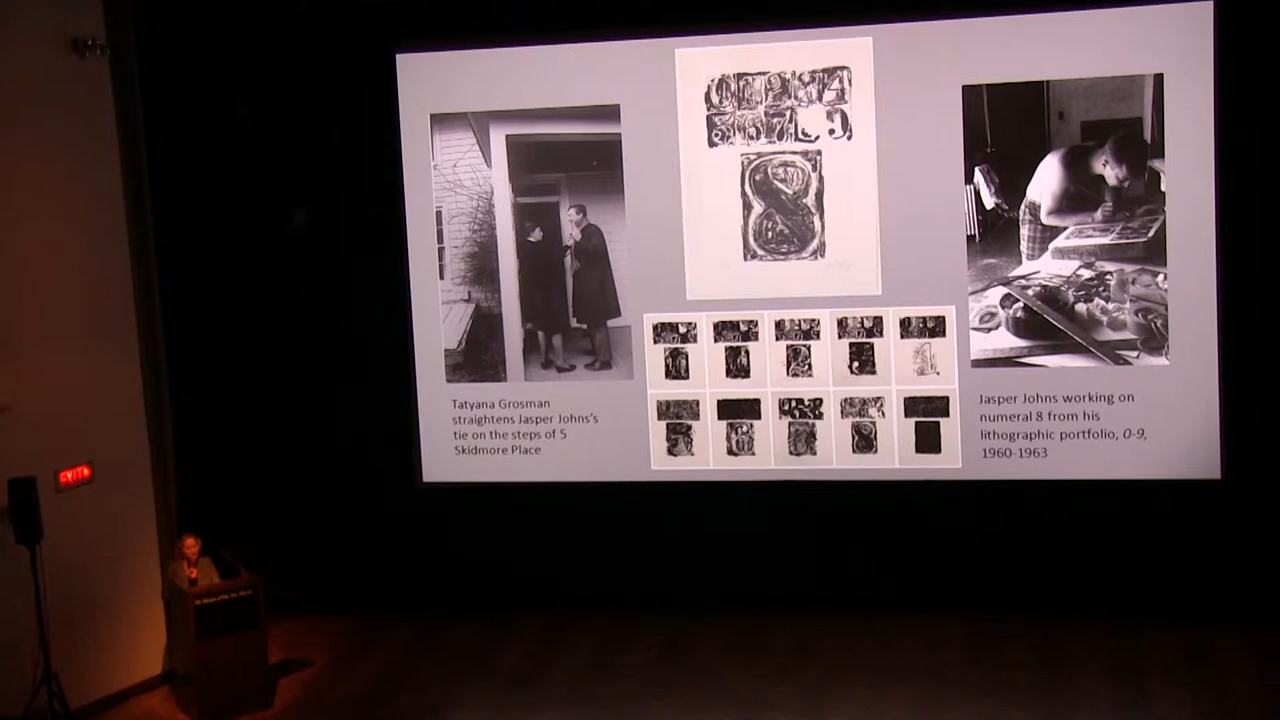 Tatyana Grosman
straightens Jasper Johns's
tie on the steps of 5
Skidmore Place
Jasper Johns working on
numeral 8 from his
lithographic portfolio, 0-9,
1960-1963
8